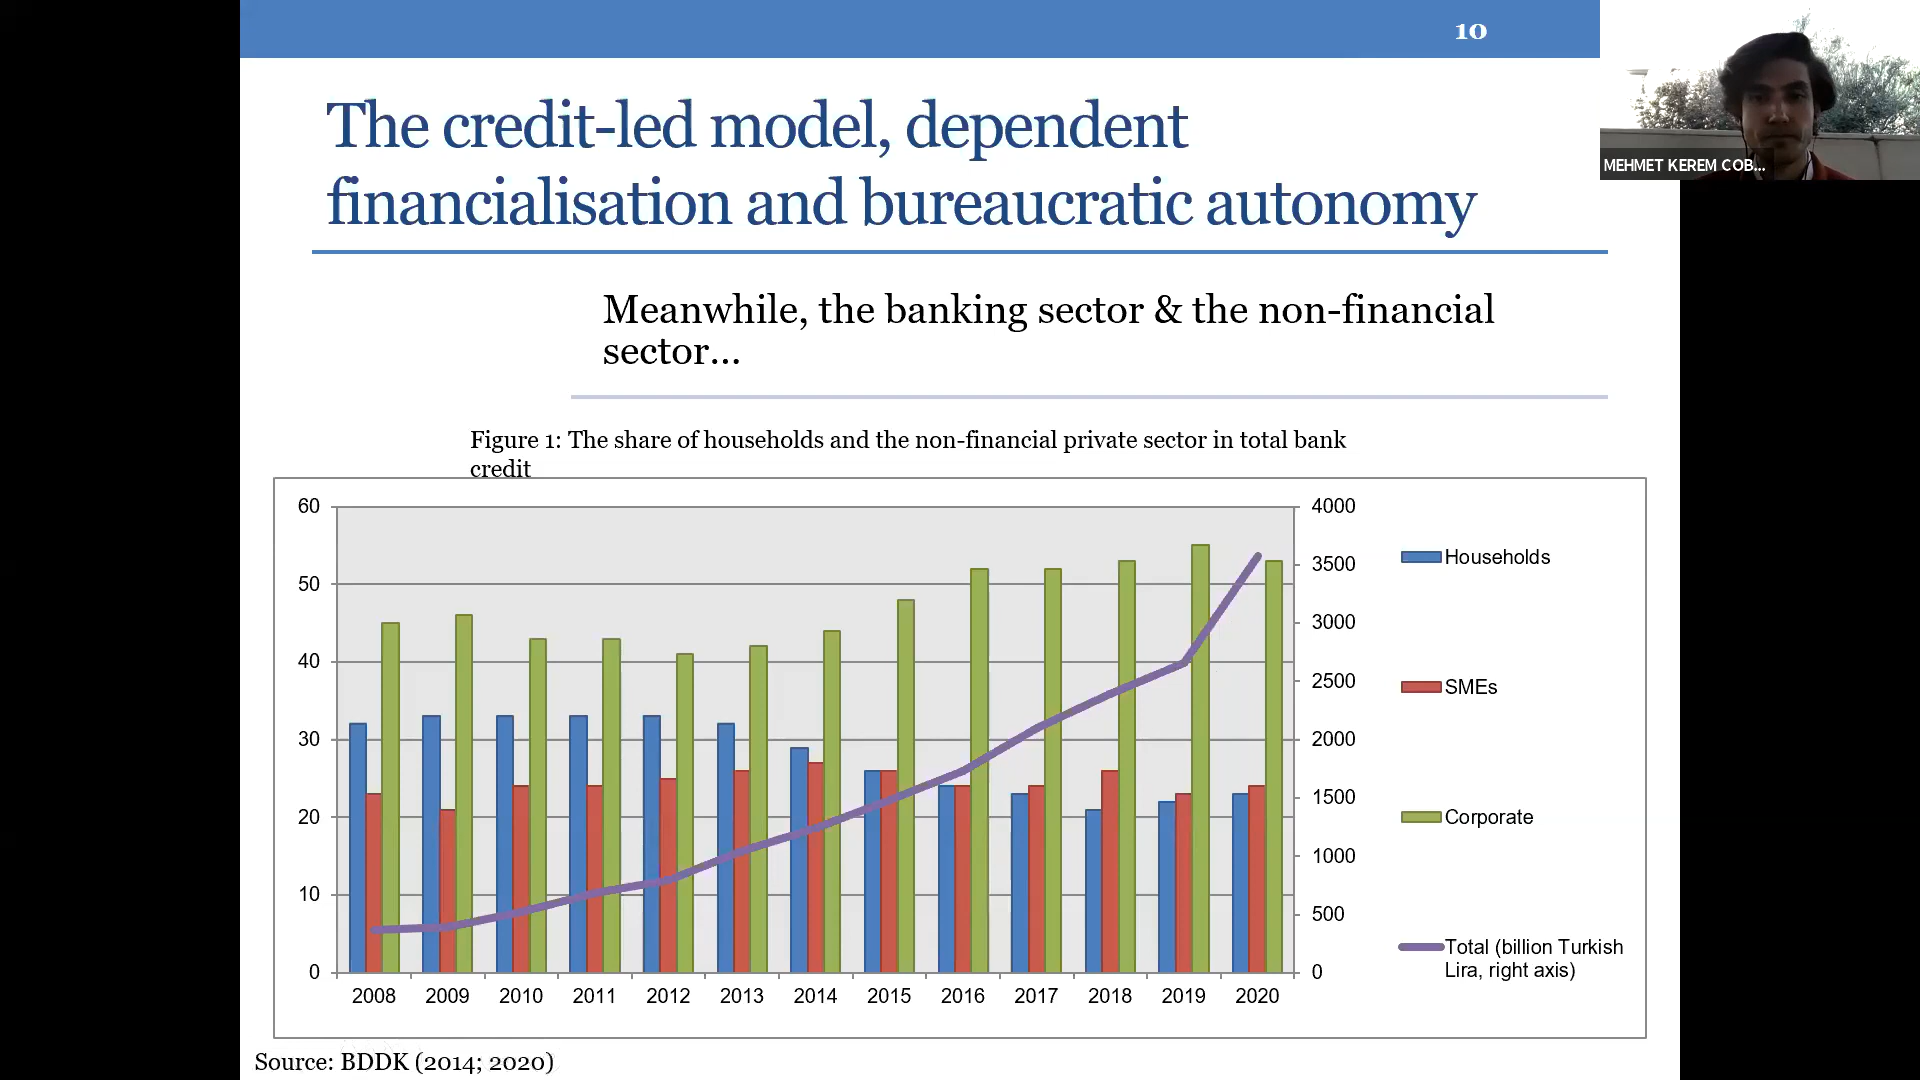 10
The credit-led model, dependent
financialisation and bureaucratic autonomy
MEHMET KEREM COB...
Meanwhile, the banking sector & the non-financial
sector...
Figure 1: The share of households and the non-financial private sector in total bank
credit
60
50
40
30
20
10
0
4000
3500
3000
2500
2000
1500
1000
500
0
2008 2009 2010 2011 2012 2013 2014 2015 2016 2017 2018 2019 2020
Households
SMEs
Corporate
Total (billion Turkish
Lira, right axis)
Source: BDDK (2014; 2020)